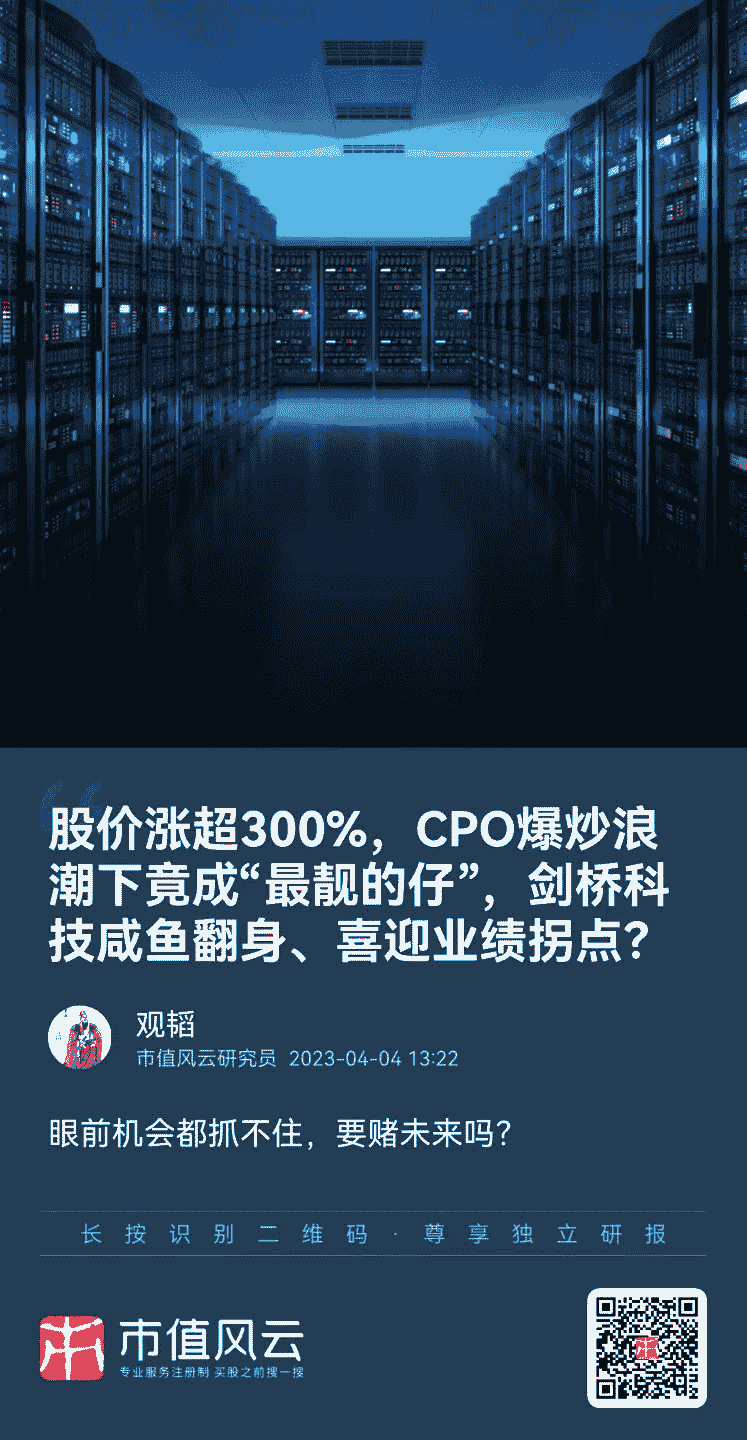 股价涨超300%，CPO爆炒浪
潮下竟成“最靓的仔”，剑桥科
技咸鱼翻身、喜迎业绩拐点？
观韬
市值风云研究员 2023-04-04 13:22
眼前机会都抓不住，要赌未来吗？
长按识别二维码·尊享独立研报
市值风云
专业服务注册制 买股之前搜一搜